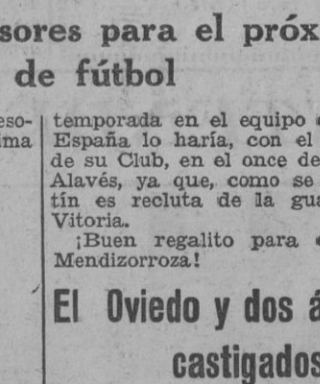 sores para el próx
de fútbol
eso-
ima
temporada en el equipo
España lo haría, con el
de su Club, en el once de
Alavés, ya que, como se
tín es recluta de la gua
Vitoria.
¡Buen regalito para
Mendizorroza!
El Oviedo y dos á
castigados